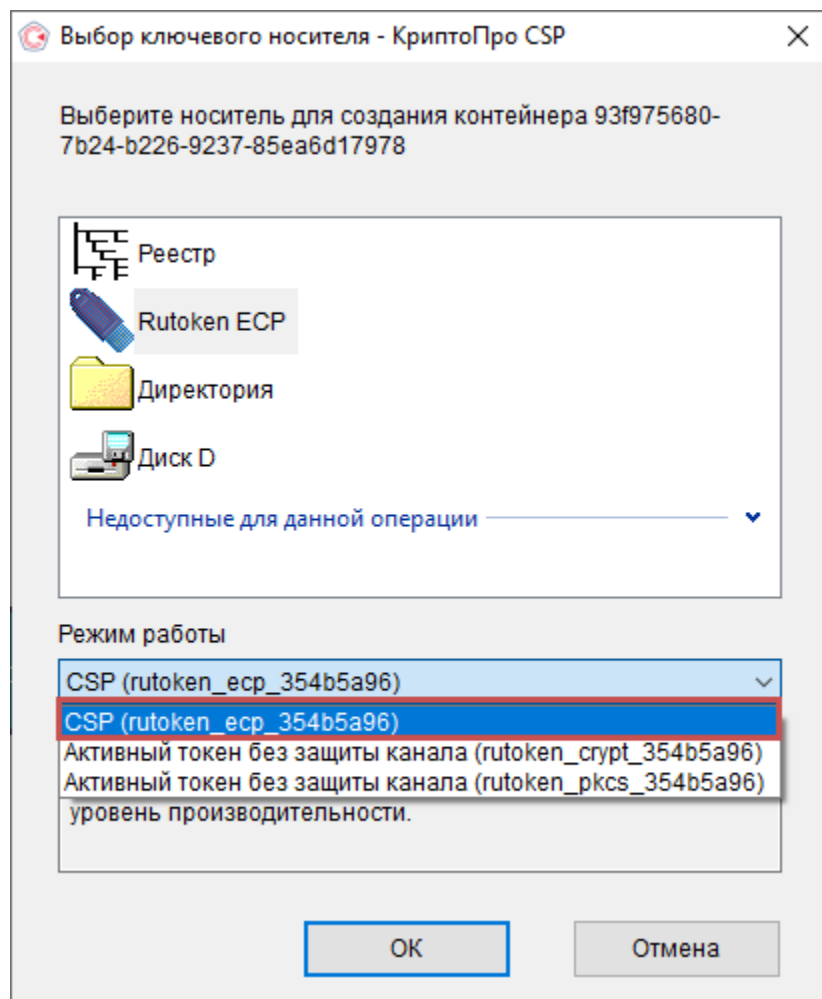 Выбор ключевого носителя - КриптоПро CSP
Выберите носитель для создания контейнера 93f975680-
7b24-b226-9237-85ea6d17978
Реестр
Rutoken ECP
Директория
Диск D
Недоступные для данной операции
Режим работы
CSP (rutoken_ecp_354b5a96)
CSP (rutoken_ecp_354b5a96)
Активный токен без защиты канала (rutoken_crypt_354b5a96)
Активный токен без защиты канала (rutoken_pkcs_354b5a96)
уровень производительности.
ОК
Отмена